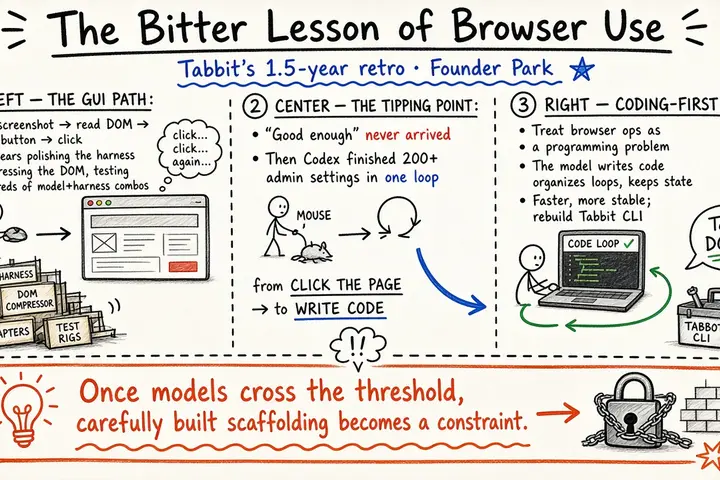 The Bitter Lesson of Browser Use
Tabbit's 1.5-year retro · Founder Park
EFT — THE GUI PATH:
screenshot → read DOM →
button → click
ears polishing the harness
ressing the DOM, testing
reds of model+harness combos
click...
click...
again...
HARNESS
DOM
COMPRESSOR
APTERS
TEST
RIGS
2 CENTER — THE TIPPING POINT:
• "Good enough" never arrived
• Then Codex finished 200+
admin settings in one loop
MOUSE
from CLICK THE PAGE
→ to WRITE CODE
3 RIGHT — CODING-FIRST
• Treat browser ops as
a programming problem
• The model writes code
organizes loops, keeps state
• Faster, more stable;
rebuild Tabbit CLI
CODE LOOP ✓
TABBO
CLI
!!
Once models cross the threshold,
carefully built scaffolding becomes a constraint.